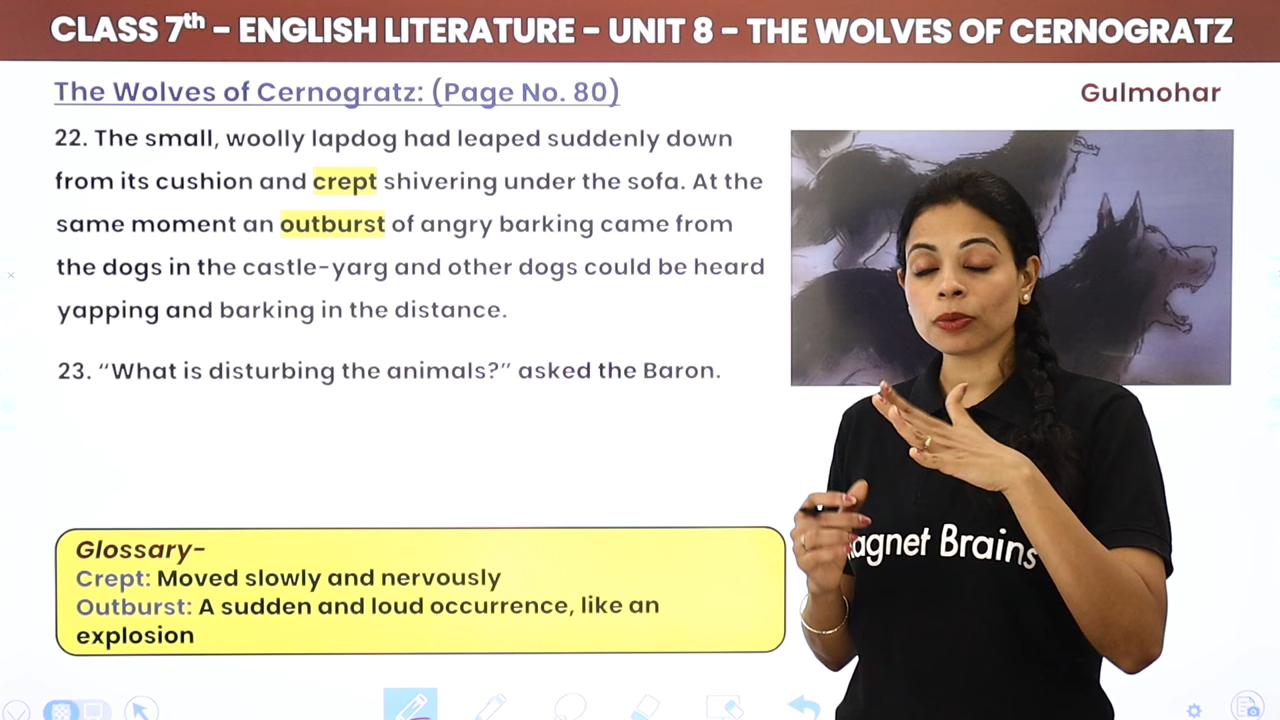 CLASS 7th – ENGLISH LITERATURE – UNIT 8 – THE WOLVES OF CERNOGRATZ
The Wolves of Cernogratz: (Page No. 80)
Gulmohar
22. The small, woolly lapdog had leaped suddenly down
from its cushion and crept shivering under the sofa. At the
same moment an outburst of angry barking came from
the dogs in the castle-yarg and other dogs could be heard
yapping and barking in the distance.
23. “What is disturbing the animals?” asked the Baron.
Glossary-
Crept: Moved slowly and nervously
Outburst: A sudden and loud occurrence, like an
explosion
agnet Brains